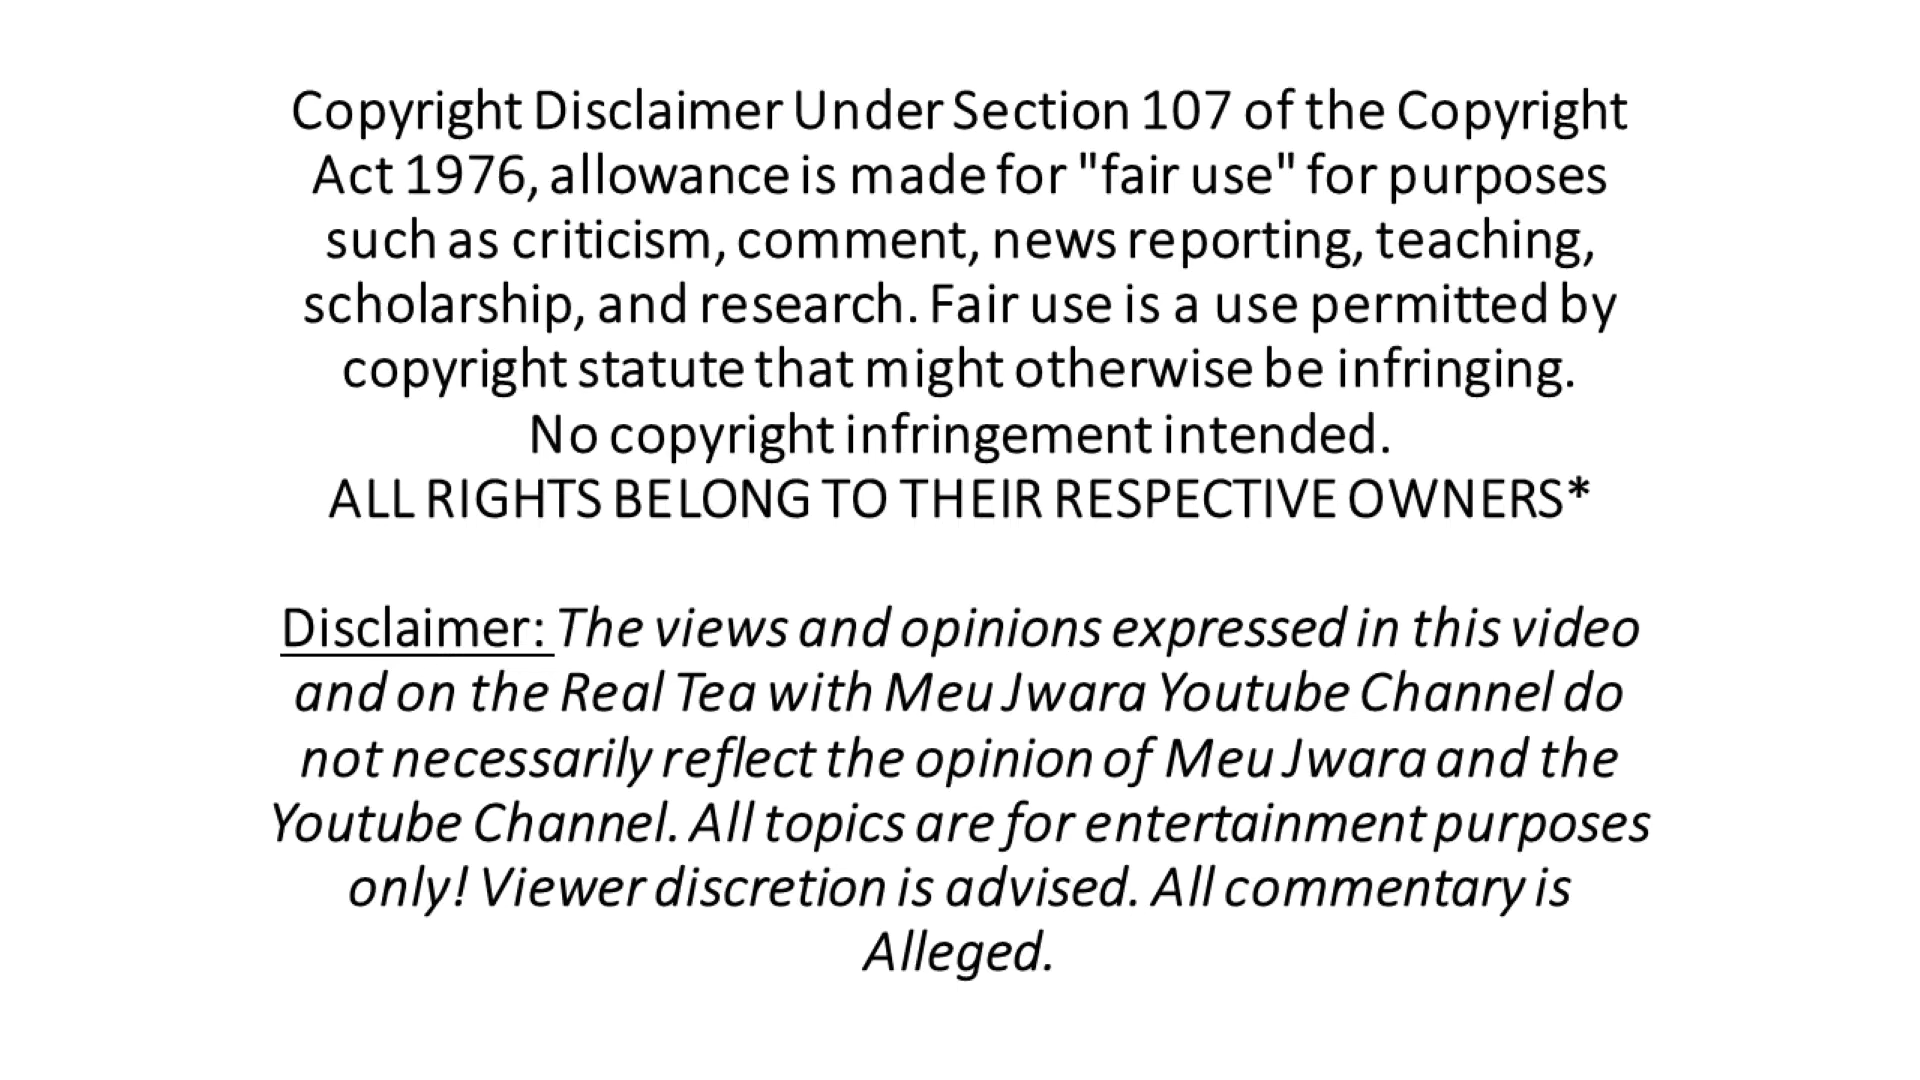 Copyright Disclaimer Under Section 107 of the Copyright
Act 1976, allowance is made for "fair use" for purposes
such as criticism, comment, news reporting, teaching,
scholarship, and research. Fair use is a use permitted by
copyright statute that might otherwise be infringing.
No copyright infringement intended.
ALL RIGHTS BELONG TO THEIR RESPECTIVE OWNERS*
Disclaimer: The views and opinions expressed in this video
and on the Real Tea with Meu Jwara Youtube Channel do
not necessarily reflect the opinion of Meu Jwara and the
Youtube Channel. All topics are for entertainment purposes
only! Viewer discretion is advised. All commentary is
Alleged.